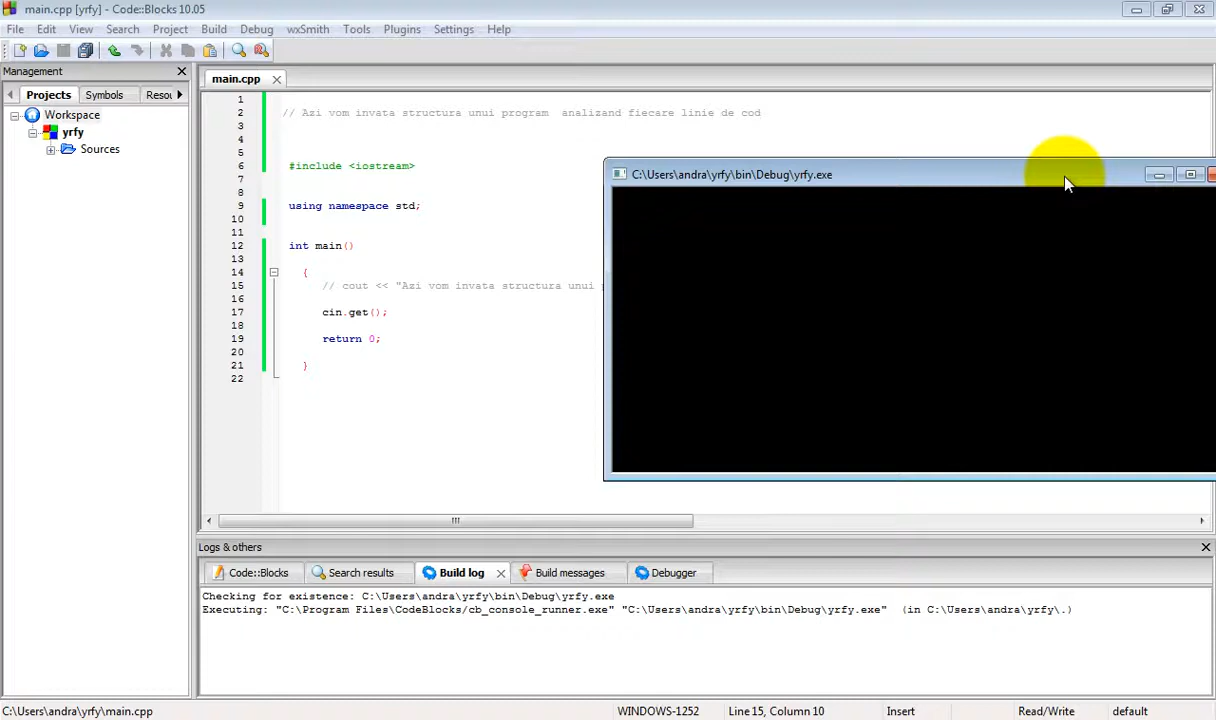 main.cpp [yrfy] - Code::Blocks 10.05
File Edit View Search Project Build Debug wxSmith Tools Plugins Settings Help
Management
main.cpp
Projects Symbols Resou
Workspace
yrfy
Sources
1
2 // Azi vom invata structura unui program analizand fiecare linie de cod
3
4
5
6 #include <iostream>
7
8
9 using namespace std;
10
11
12 int main()
13
14 {
15 // cout << "Azi vom invata structura unui
16
17 cin.get();
18
19 return 0;
20
21 }
22
C:\Users\andra\yrfy\bin\Debug\yrfy.exe
Logs & others
Code::Blocks Search results Build log Build messages Debugger
Checking for existence: C:\Users\andra\yrfy\bin\Debug\yrfy.exe
Executing: "C:\Program Files\CodeBlocks/cb_console_runner.exe" "C:\Users\andra\yrfy\bin\Debug\yrfy.exe" (in C:\Users\andra\yrfy\.)
C:\Users\andra\yrfy\main.cpp WINDOWS-1252 Line 15, Column 10 Insert Read/Write default